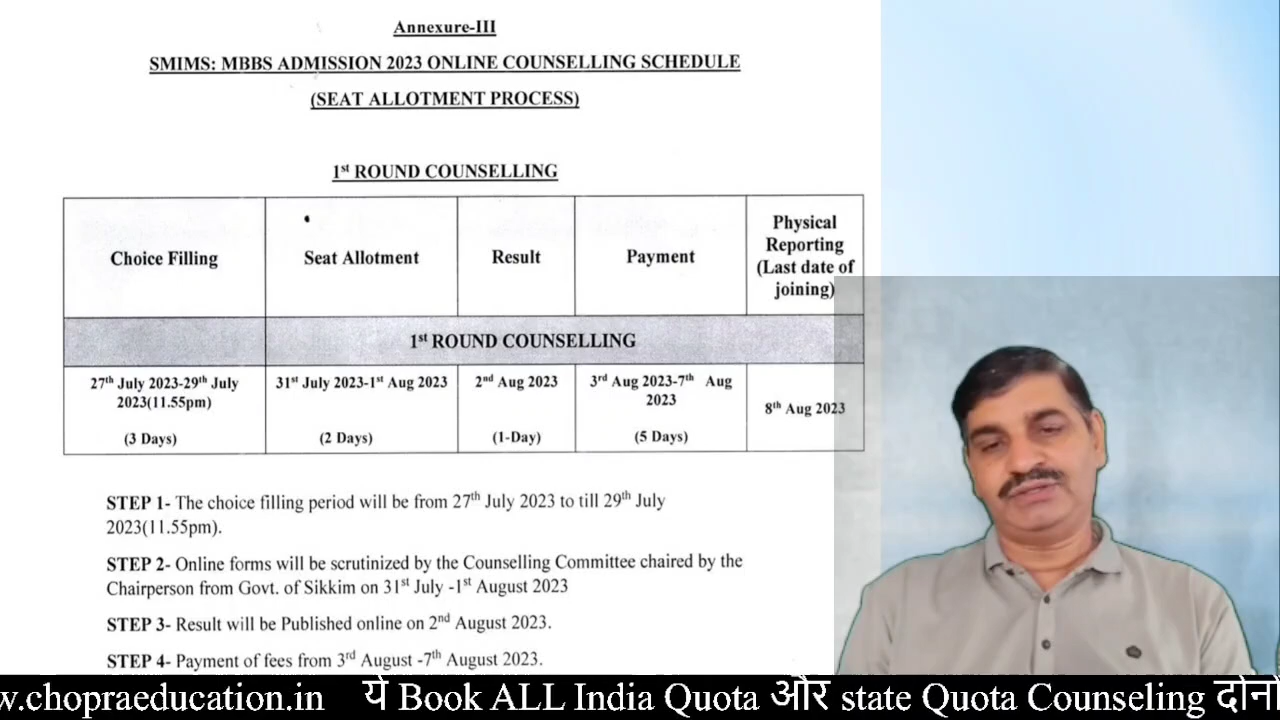 Annexure-III
SMIMS: MBBS ADMISSION 2023 ONLINE COUNSELLING SCHEDULE
(SEAT ALLOTMENT PROCESS)
1st ROUND COUNSELLING
Choice Filling
Seat Allotment
Result
Payment
Physical
Reporting
(Last date of
joining)
1st ROUND COUNSELLING
27th July 2023-29th July
2023(11.55pm)
(3 Days)
31st July 2023-1st Aug 2023
(2 Days)
2nd Aug 2023
(1-Day)
3rd Aug 2023-7th Aug
2023
(5 Days)
8th Aug 2023
STEP 1- The choice filling period will be from 27th July 2023 to till 29th July
2023(11.55pm).
STEP 2- Online forms will be scrutinized by the Counselling Committee chaired by the
Chairperson from Govt. of Sikkim on 31st July -1st August 2023
STEP 3- Result will be Published online on 2nd August 2023.
STEP 4- Payment of fees from 3rd August -7th August 2023.
w.chopraeducation.in ये Book ALL India Quota और state Quota Counseling दोनों